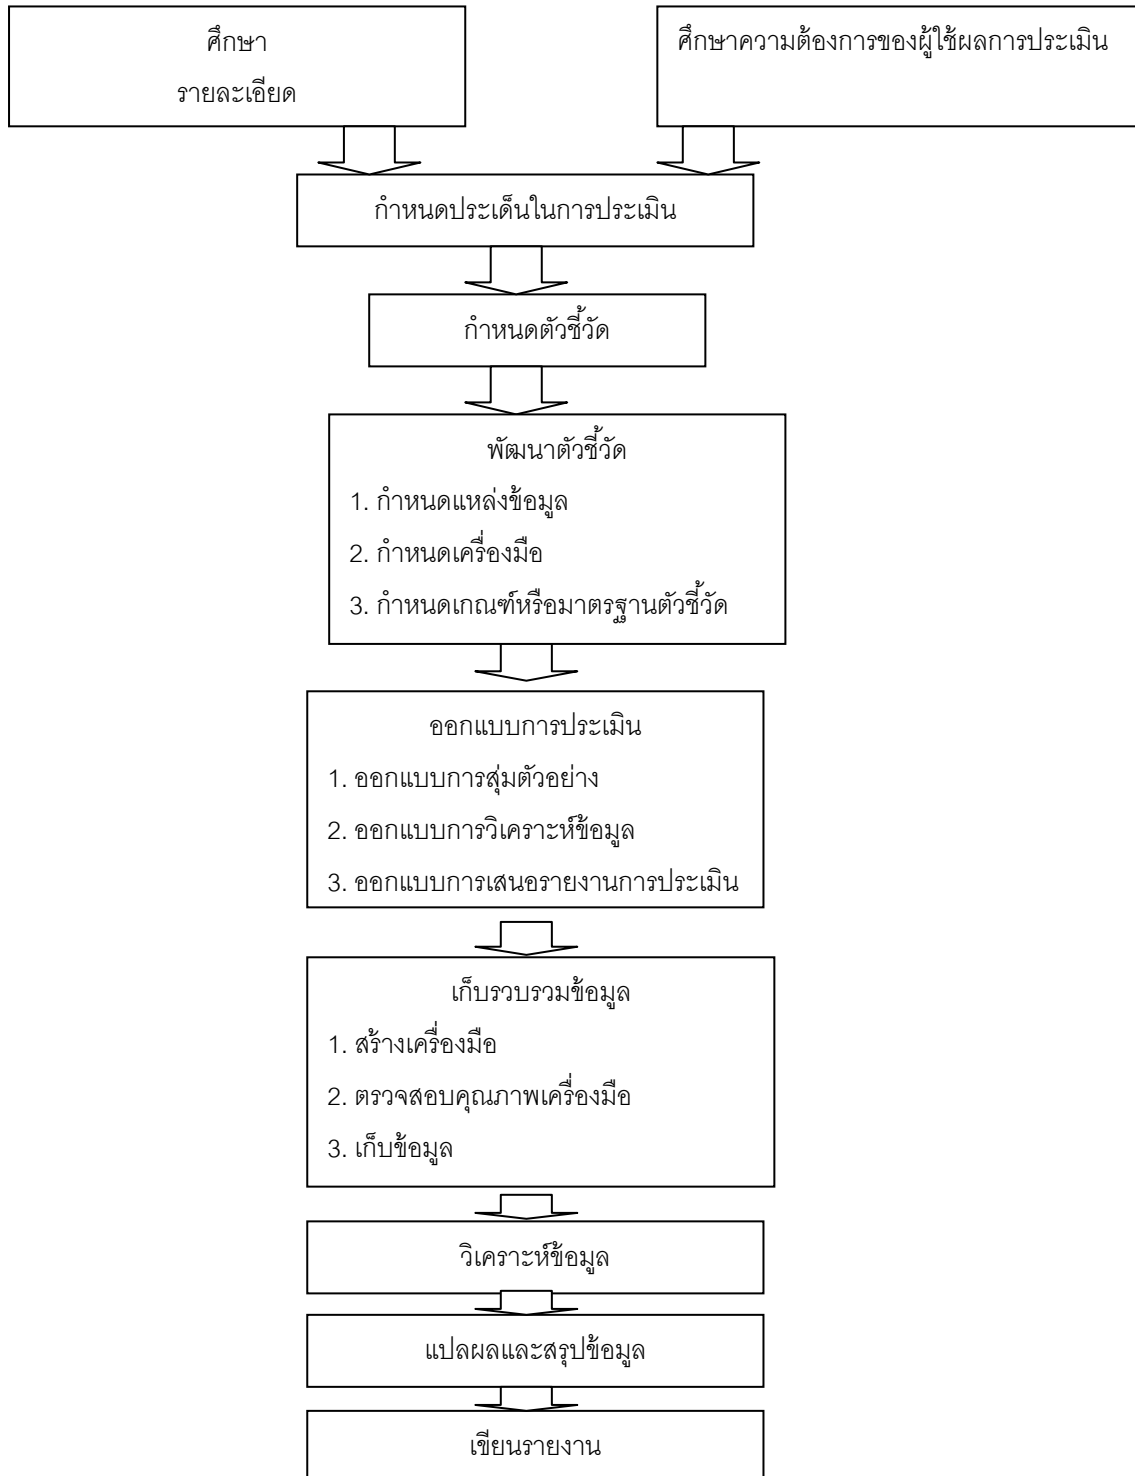 ศึกษา
รายละเอียด
ศึกษาความต้องการของผู้ใช้ผลการประเมิน
กำหนดประเด็นในการประเมิน
กำหนดตัวชี้วัด
พัฒนาตัวชี้วัด
1. กำหนดแหล่งข้อมูล
2. กำหนดเครื่องมือ
3. กำหนดเกณฑ์หรือมาตรฐานตัวชี้วัด
ออกแบบการประเมิน
1. ออกแบบการสุ่มตัวอย่าง
2. ออกแบบการวิเคราะห์ข้อมูล
3. ออกแบบการเสนอรายงานการประเมิน
เก็บรวบรวมข้อมูล
1. สร้างเครื่องมือ
2. ตรวจสอบคุณภาพเครื่องมือ
3. เก็บข้อมูล
วิเคราะห์ข้อมูล
แปลผลและสรุปข้อมูล
เขียนรายงาน